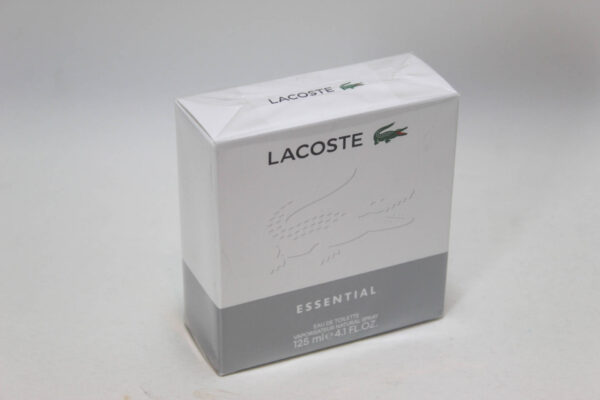 LACOSTE
LACOSTE
ESSENTIAL
EAU DE TOILETTE
VAPORISATEUR NATURAL SPRAY
125 ml ℮ 4.1 FL.OZ.